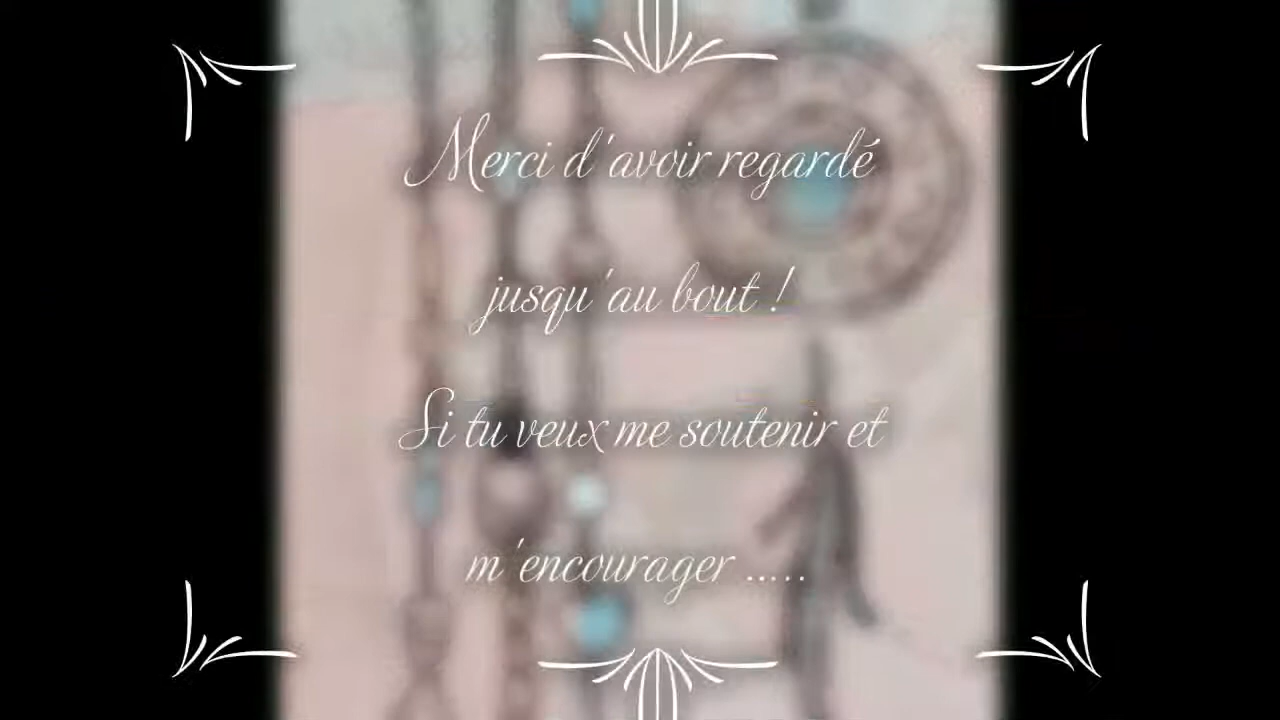 Merci d'avoir regardé
jusqu'au bout !
Si tu veux me soutenir et
m'encourager .....